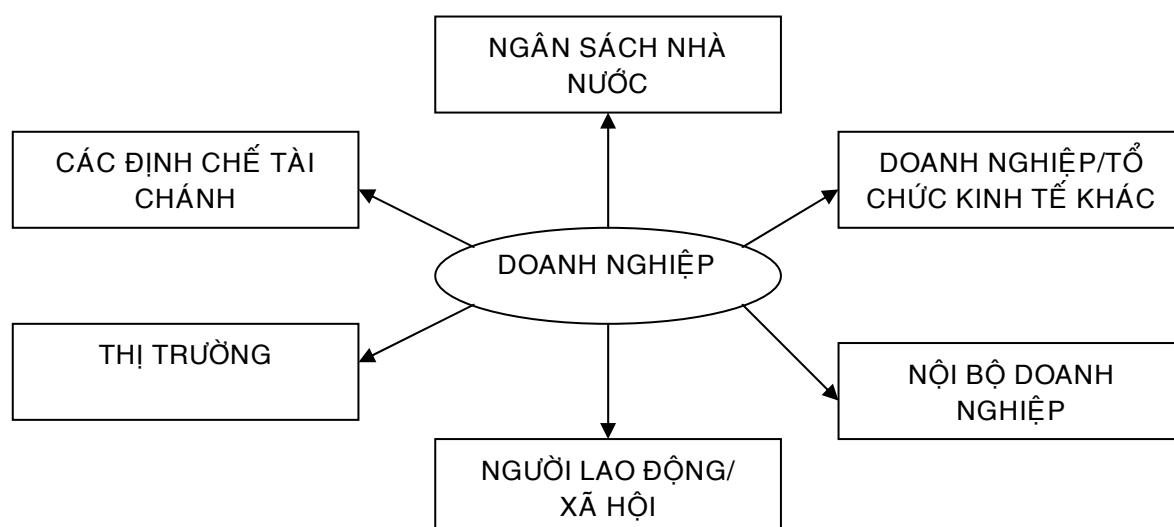 NGÂN SÁCH NHÀ
NƯỚC
CÁC ĐỊNH CHẾ TÀI
CHÁNH
DOANH NGHIỆP/TỔ
CHỨC KINH TẾ KHÁC
DOANH NGHIỆP
THỊ TRƯỜNG
NỘI BỘ DOANH
NGHIỆP
NGƯỜI LAO ĐỘNG/
XÃ HỘI